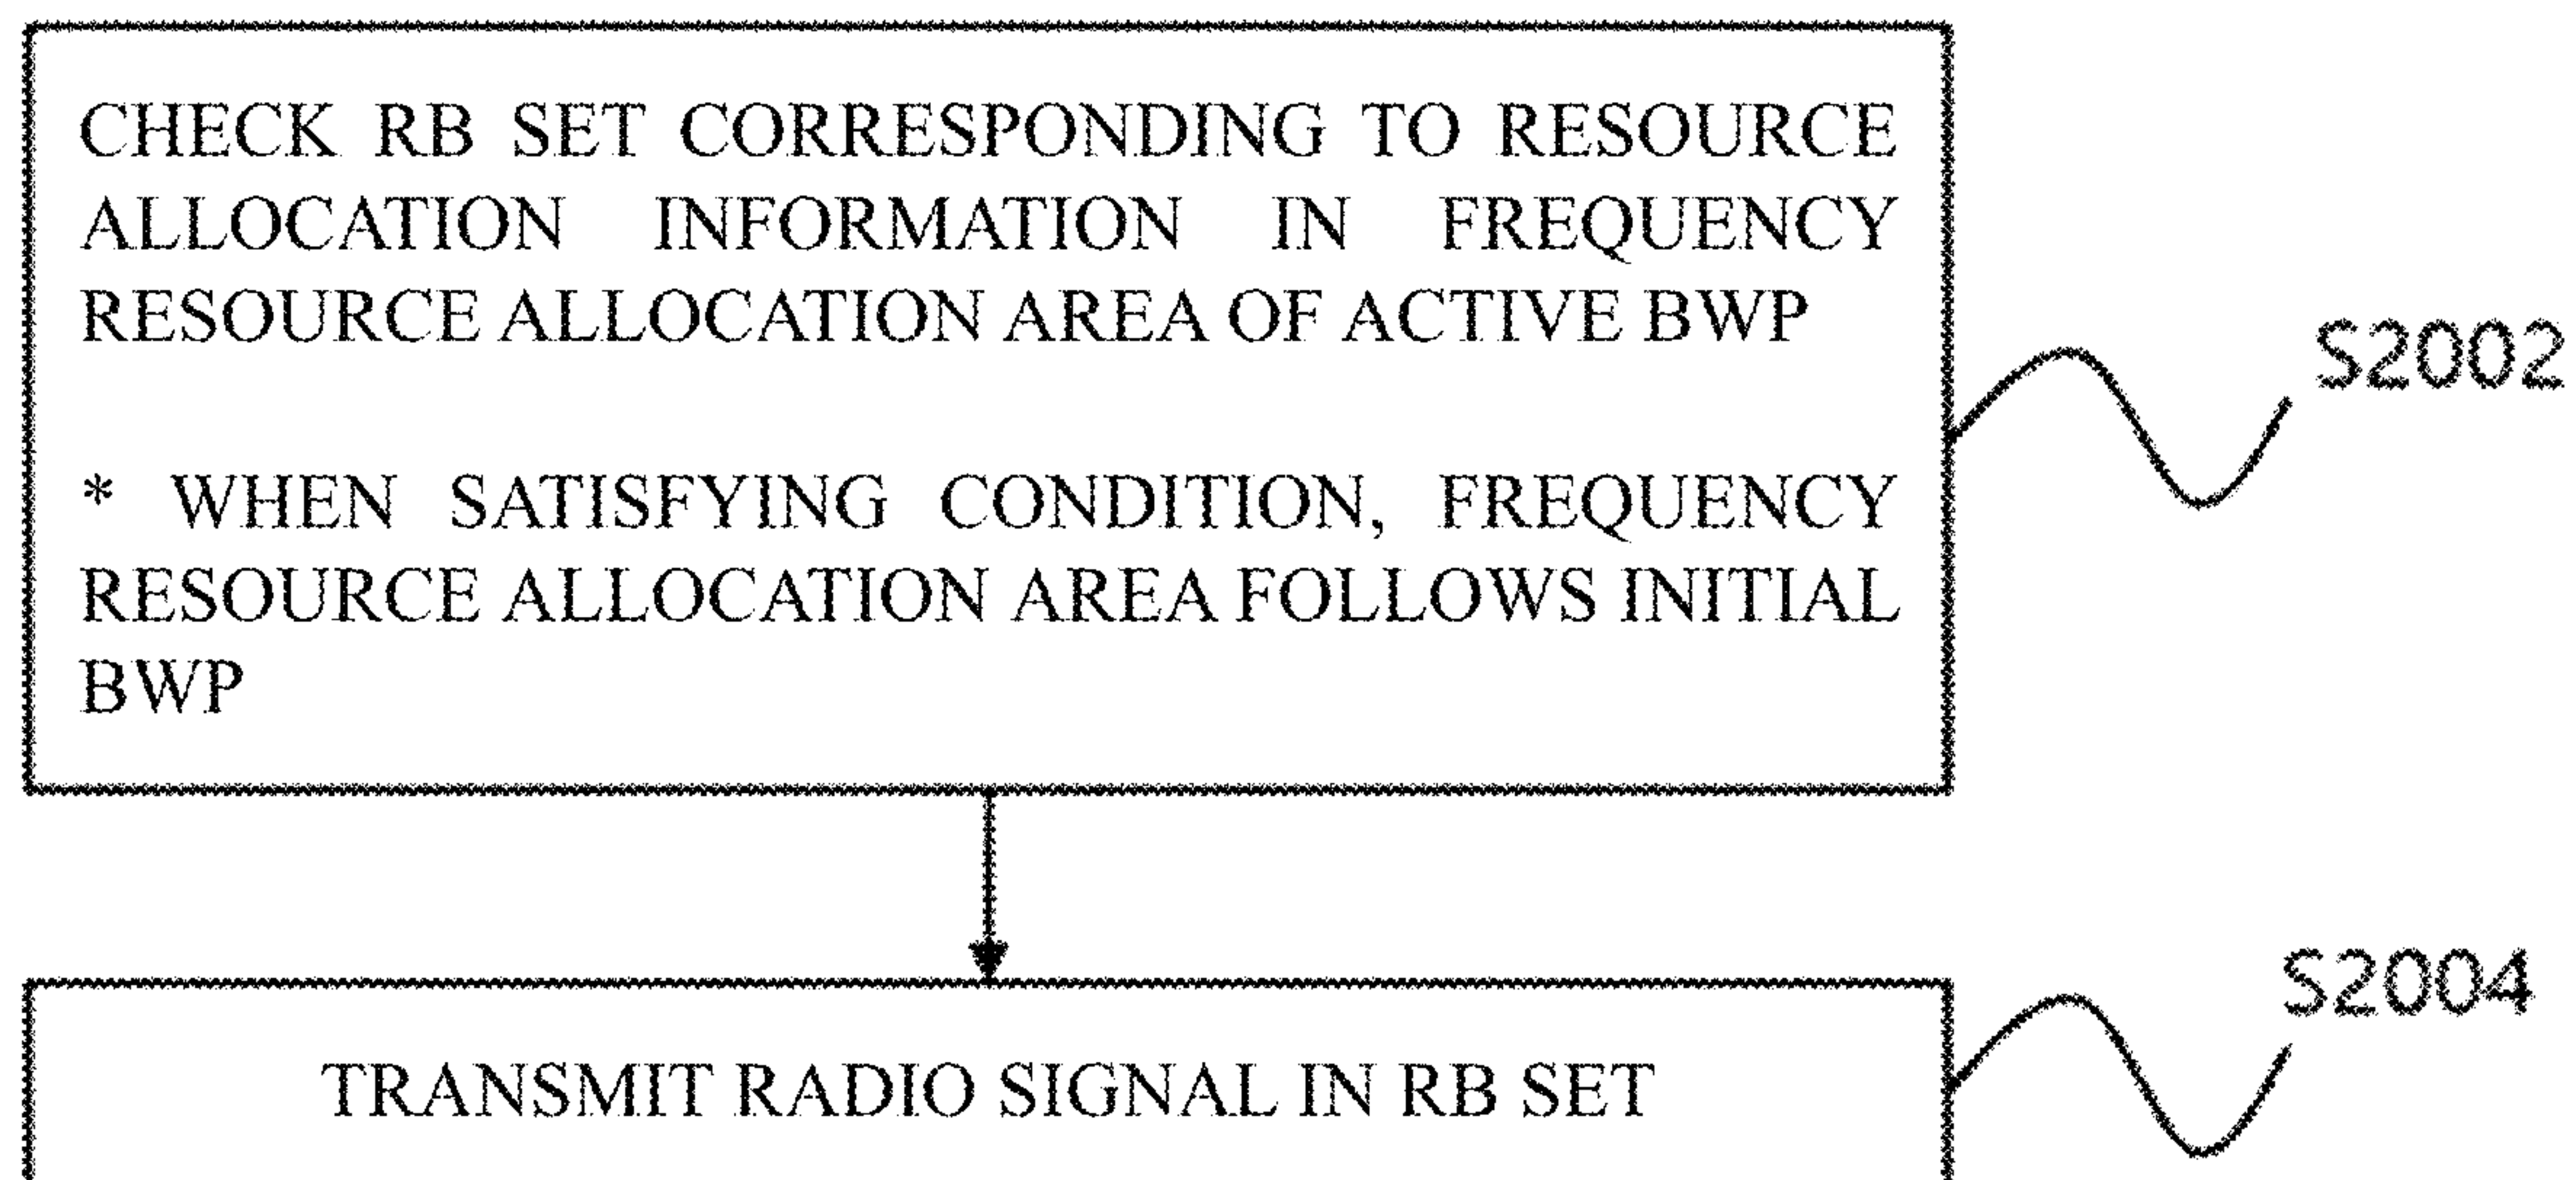 CHECK RB SET CORRESPONDING TO RESOURCE
ALLOCATION INFORMATION IN FREQUENCY
RESOURCE ALLOCATION AREA OF ACTIVE BWP
S2002
* WHEN SATISFYING CONDITION, FREQUENCY
RESOURCE ALLOCATION AREA FOLLOWS INITIAL
BWP
S2004
TRANSMIT RADIO SIGNAL IN RB SET